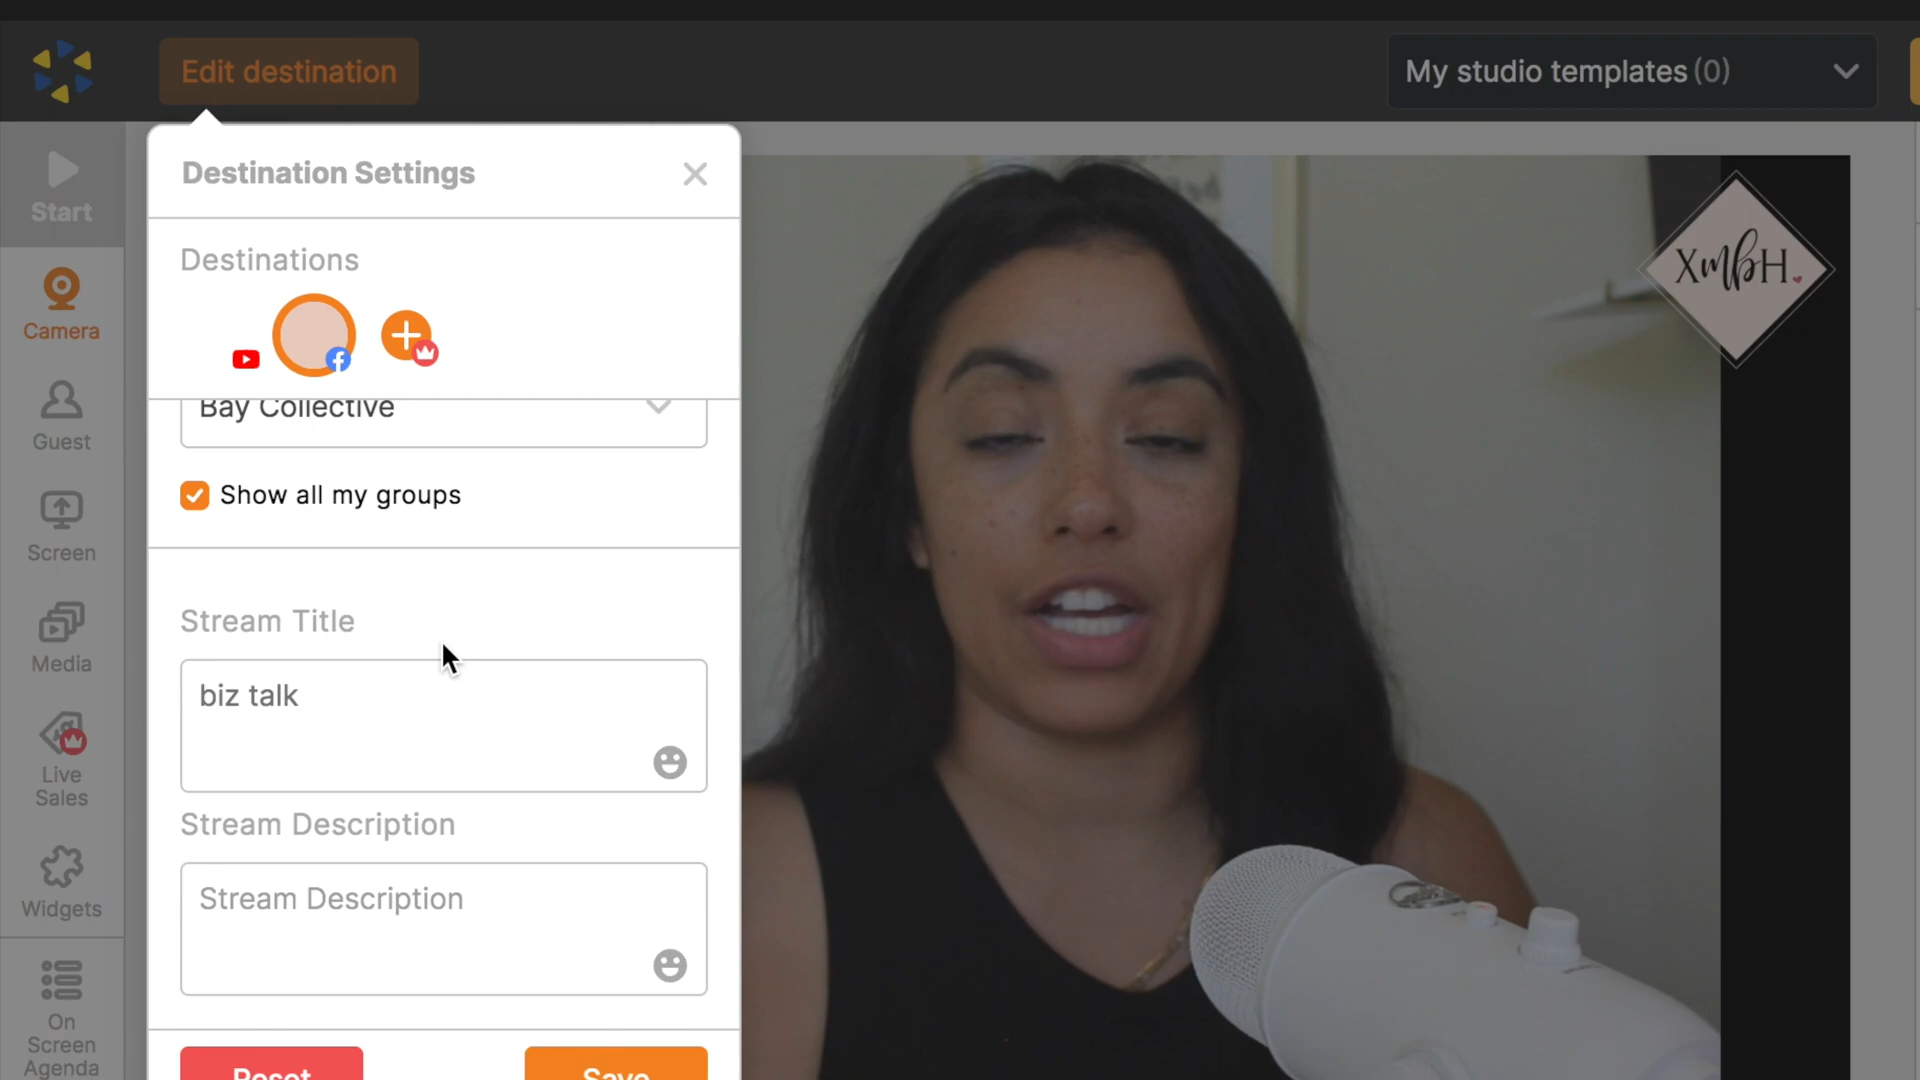 Edit destination
My studio templates (0)
Start
Camera
Guest
Screen
Media
Live
Sales
Widgets
On
Screen
Agenda
Destination Settings
Destinations
Bay Collective
Show all my groups
Stream Title
biz talk
Stream Description
Stream Description
Reset
Save
XmbH